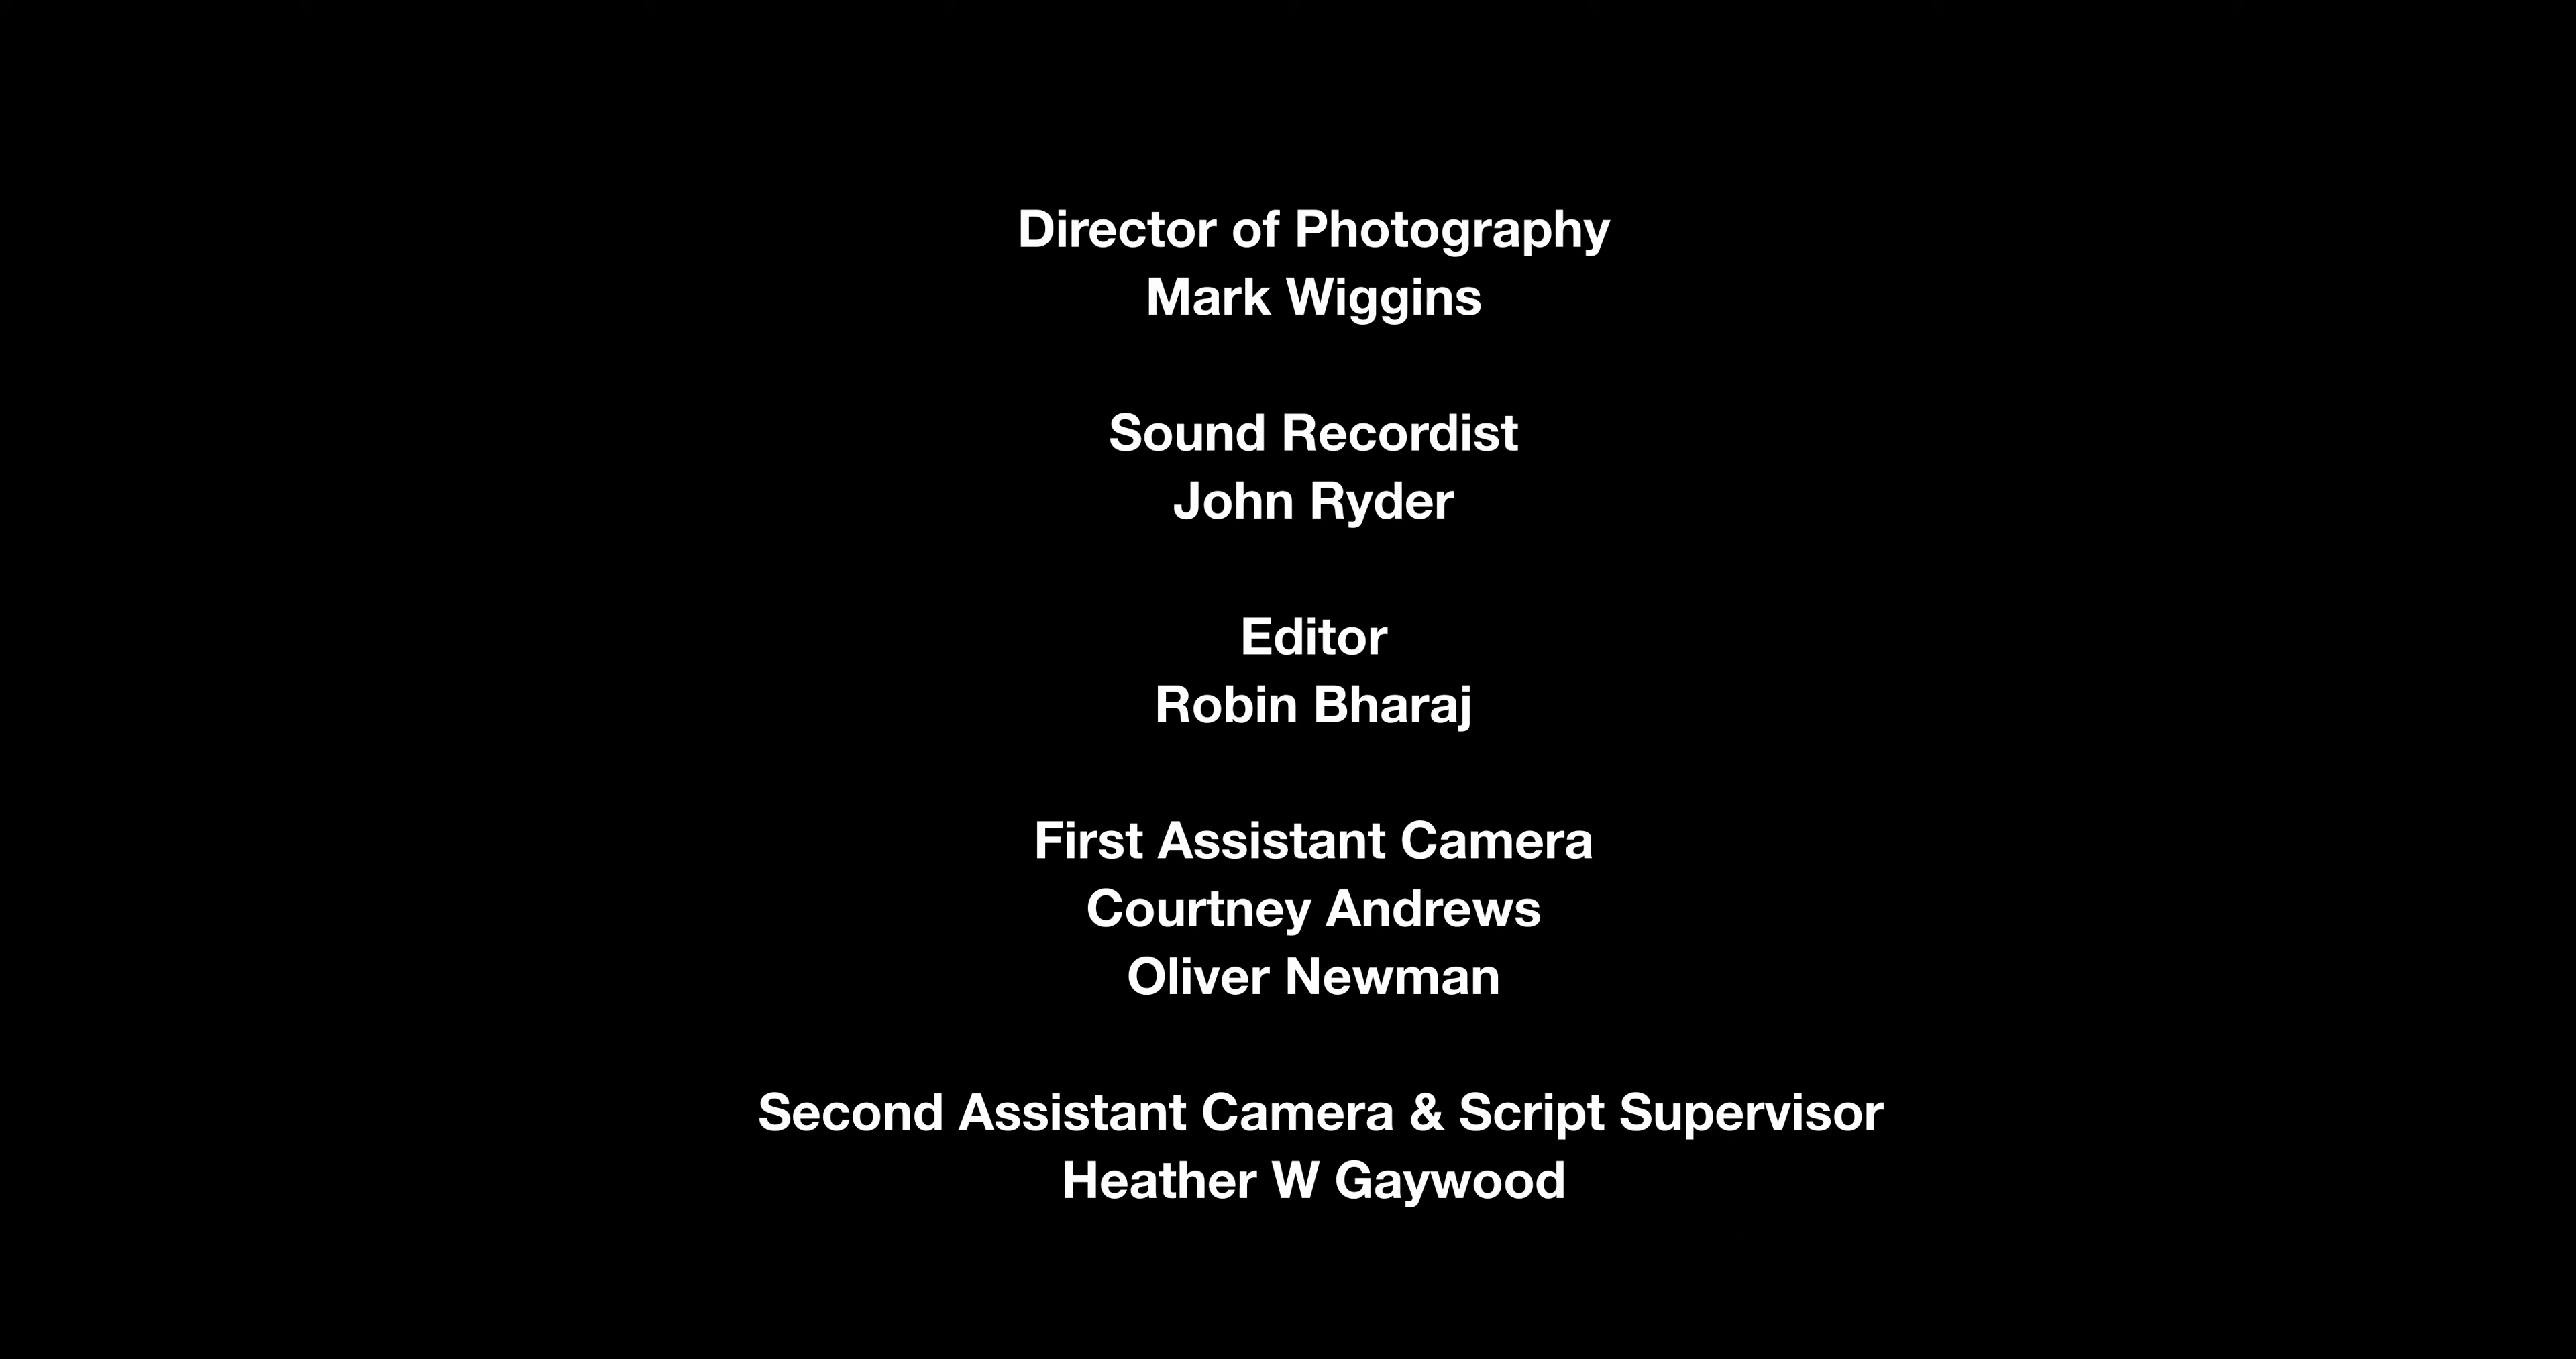 Director of Photography
Mark Wiggins
Sound Recordist
John Ryder
Editor
Robin Bharaj
First Assistant Camera
Courtney Andrews
Oliver Newman
Second Assistant Camera & Script Supervisor
Heather W Gaywood